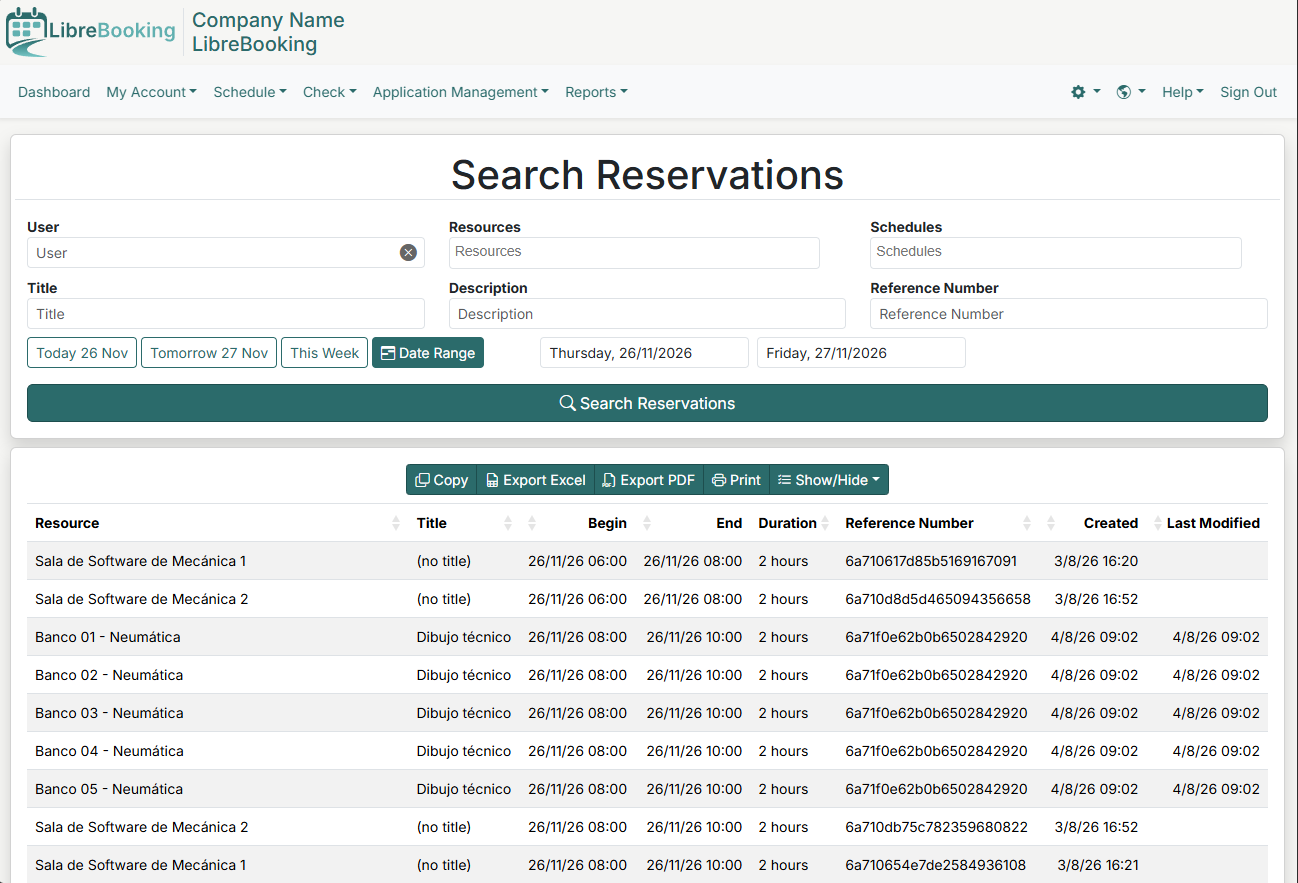 LibreBooking
Company Name
LibreBooking
Dashboard My Account Schedule Check Application Management Reports Help Sign Out
Search Reservations
User Resources Schedules
User Resources Schedules
Title Description Reference Number
Title Description Reference Number
Today 26 Nov Tomorrow 27 Nov This Week Date Range Thursday, 26/11/2026 Friday, 27/11/2026
Search Reservations
Copy Export Excel Export PDF Print Show/Hide
Resource Title Begin End Duration Reference Number Created Last Modified
Sala de Software de Mecánica 1 (no title) 26/11/26 06:00 26/11/26 08:00 2 hours 6a710617d85b5169167091 3/8/26 16:20
Sala de Software de Mecánica 2 (no title) 26/11/26 06:00 26/11/26 08:00 2 hours 6a710d8d5d465094356658 3/8/26 16:52
Banco 01 - Neumática Dibujo técnico 26/11/26 08:00 26/11/26 10:00 2 hours 6a71f0e62b0b6502842920 4/8/26 09:02 4/8/26 09:02
Banco 02 - Neumática Dibujo técnico 26/11/26 08:00 26/11/26 10:00 2 hours 6a71f0e62b0b6502842920 4/8/26 09:02 4/8/26 09:02
Banco 03 - Neumática Dibujo técnico 26/11/26 08:00 26/11/26 10:00 2 hours 6a71f0e62b0b6502842920 4/8/26 09:02 4/8/26 09:02
Banco 04 - Neumática Dibujo técnico 26/11/26 08:00 26/11/26 10:00 2 hours 6a71f0e62b0b6502842920 4/8/26 09:02 4/8/26 09:02
Banco 05 - Neumática Dibujo técnico 26/11/26 08:00 26/11/26 10:00 2 hours 6a71f0e62b0b6502842920 4/8/26 09:02 4/8/26 09:02
Sala de Software de Mecánica 2 (no title) 26/11/26 08:00 26/11/26 10:00 2 hours 6a710db75c782359680822 3/8/26 16:52
Sala de Software de Mecánica 1 (no title) 26/11/26 08:00 26/11/26 10:00 2 hours 6a710654e7de2584936108 3/8/26 16:21